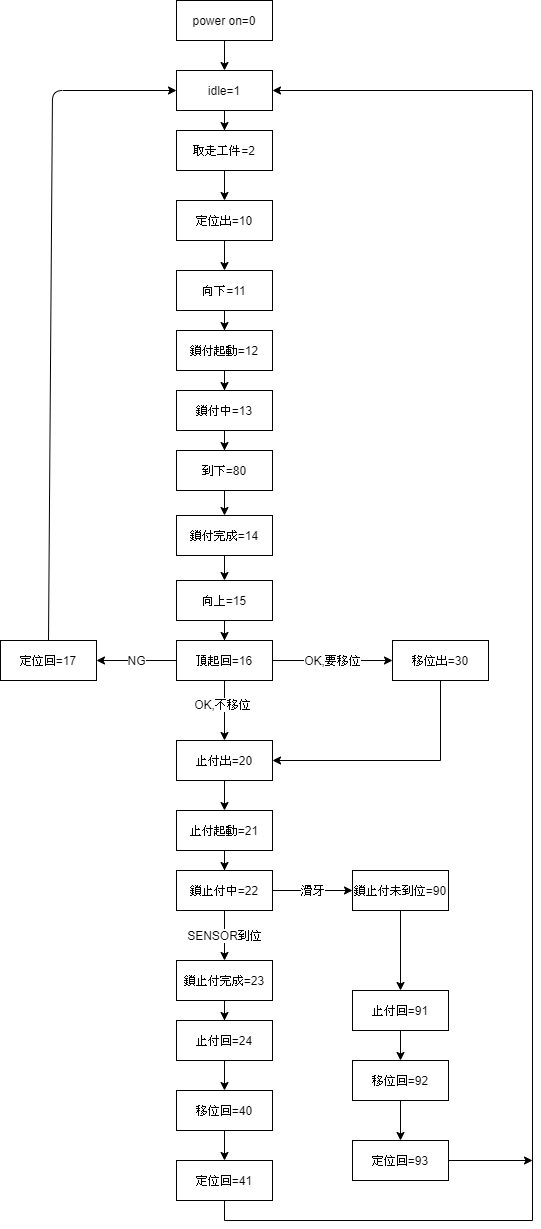 power on=0
idle=1
取走工件=2
定位出=10
向下=11
鎖付起動=12
鎖付中=13
到下=80
鎖付完成=14
向上=15
定位回=17
NG
頂起回=16
OK,要移位
移位出=30
OK,不移位
止付出=20
止付起動=21
鎖止付中=22
滑牙
鎖止付未到位=90
SENSOR到位
鎖止付完成=23
止付回=91
止付回=24
移位回=92
移位回=40
定位回=93
定位回=41